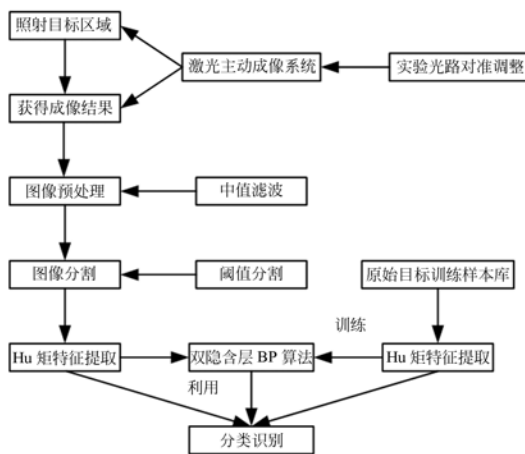 照射目标区域
激光主动成像系统
实验光路对准调整
获得成像结果
图像预处理
中值滤波
图像分割
阈值分割
原始目标训练样本库
训练
Hu 矩特征提取
双隐含层 BP 算法
Hu 矩特征提取
利用
分类识别